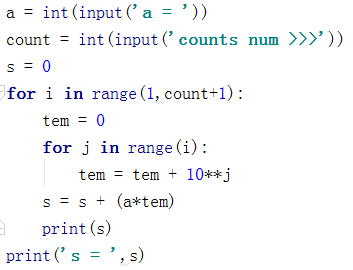 a = int(input('a = '))
count = int(input('counts num >>>'))
s = 0
for i in range(1,count+1):
    tem = 0
    for j in range(i):
        tem = tem + 10**j
    s = s + (a*tem)
    print(s)
print('s = ',s)